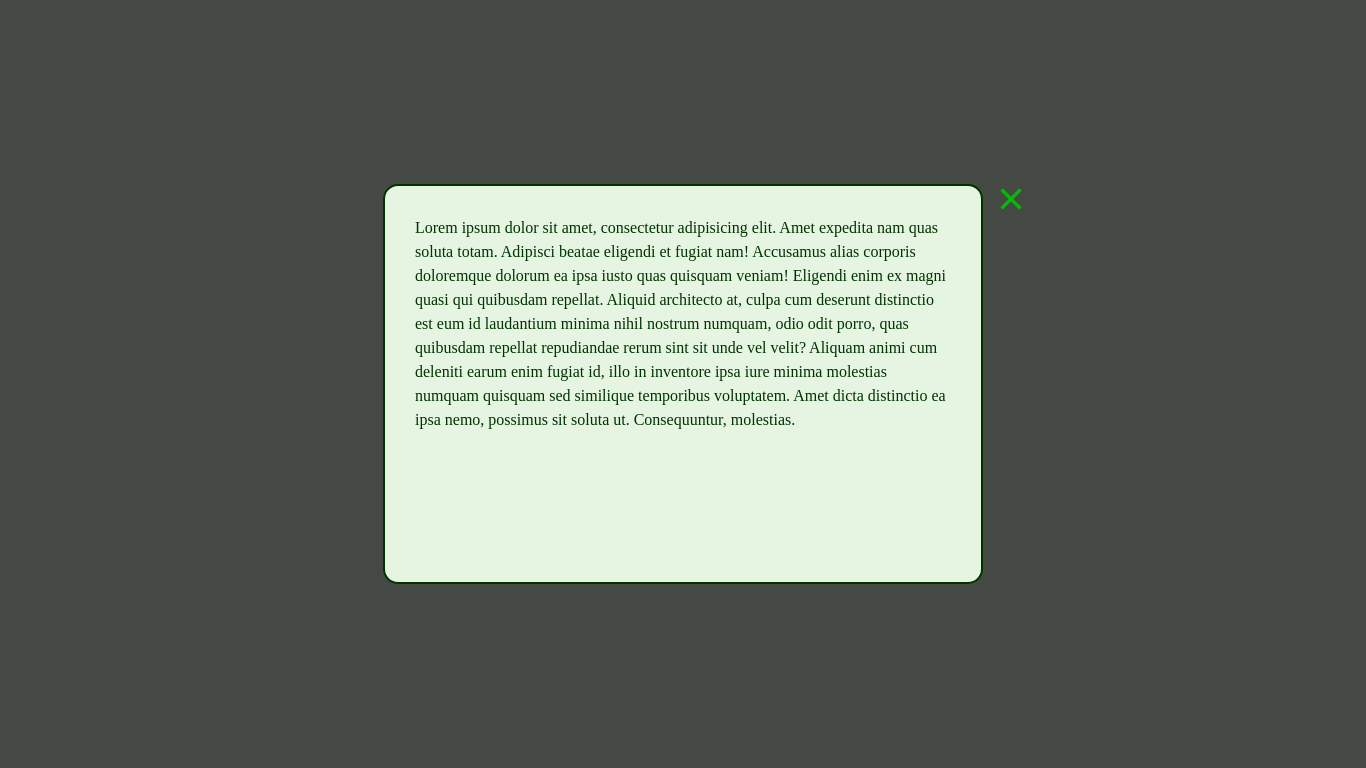 Lorem ipsum dolor sit amet, consectetur adipisicing elit. Amet expedita nam quas
soluta totam. Adipisci beatae eligendi et fugiat nam! Accusamus alias corporis
doloremque dolorum ea ipsa iusto quas quisquam veniam! Eligendi enim ex magni
quasi qui quibusdam repellat. Aliquid architecto at, culpa cum deserunt distinctio
est eum id laudantium minima nihil nostrum numquam, odio odit porro, quas
quibusdam repellat repudiandae rerum sint sit unde vel velit? Aliquam animi cum
deleniti earum enim fugiat id, illo in inventore ipsa iure minima molestias
numquam quisquam sed similique temporibus voluptatem. Amet dicta distinctio ea
ipsa nemo, possimus sit soluta ut. Consequuntur, molestias.